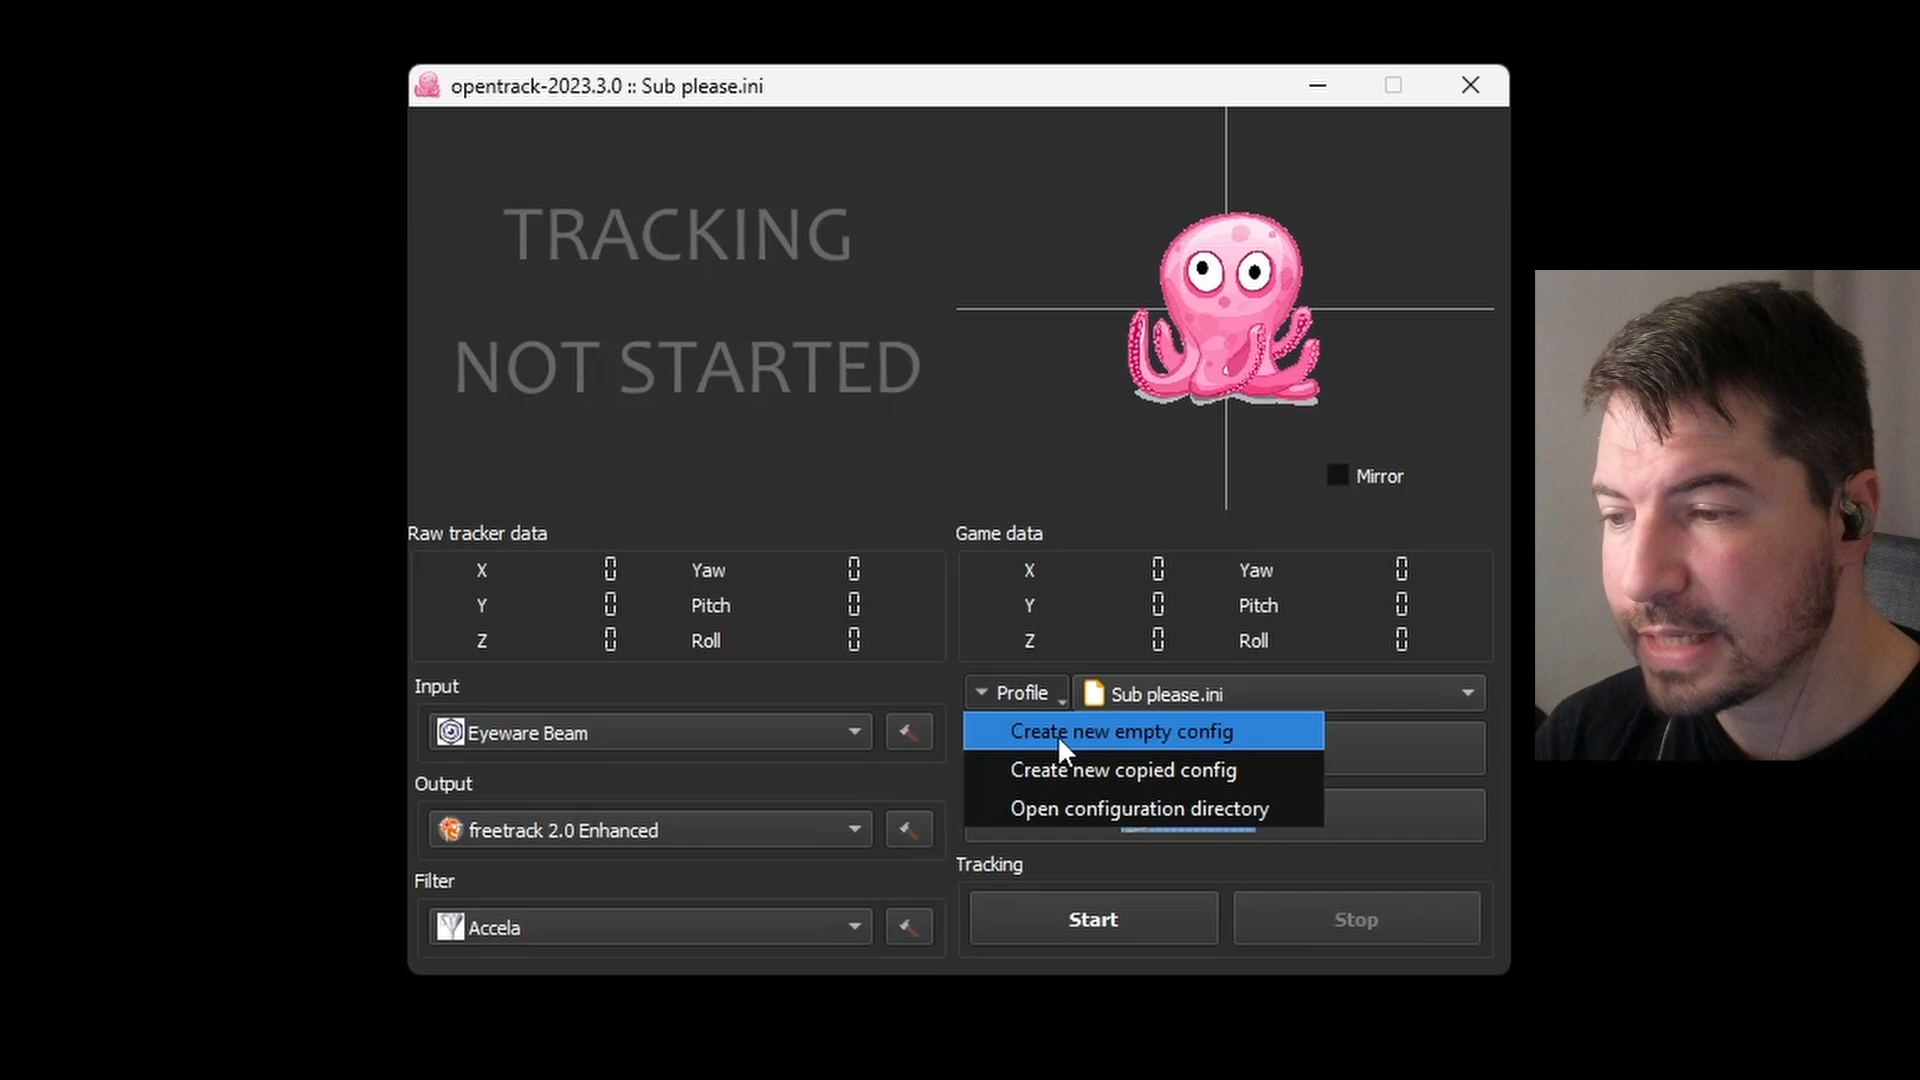 opentrack-2023.3.0 :: Sub please.ini
TRACKING
NOT STARTED
Mirror
Raw tracker data
X 0 Yaw 0
Y 0 Pitch 0
Z 0 Roll 0
Game data
X 0 Yaw 0
Y 0 Pitch 0
Z 0 Roll 0
Input
Eyeware Beam
Output
freetrack 2.0 Enhanced
Filter
Accela
Profile
Sub please.ini
Create new empty config
Create new copied config
Open configuration directory
Tracking
Start
Stop